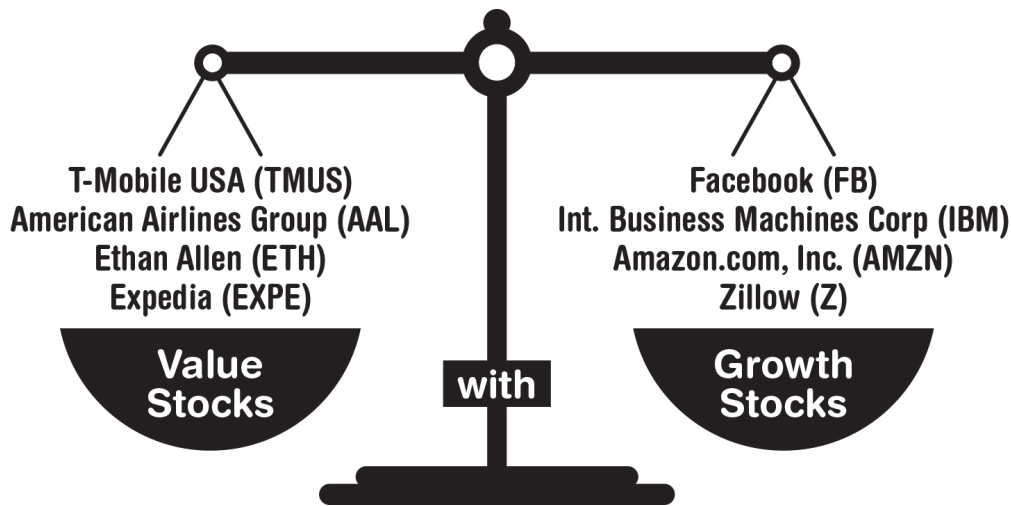 T-Mobile USA (TMUS)
American Airlines Group (AAL)
Ethan Allen (ETH)
Expedia (EXPE)
Value
Stocks
with
Facebook (FB)
Int. Business Machines Corp (IBM)
Amazon.com, Inc. (AMZN)
Zillow (Z)
Growth
Stocks